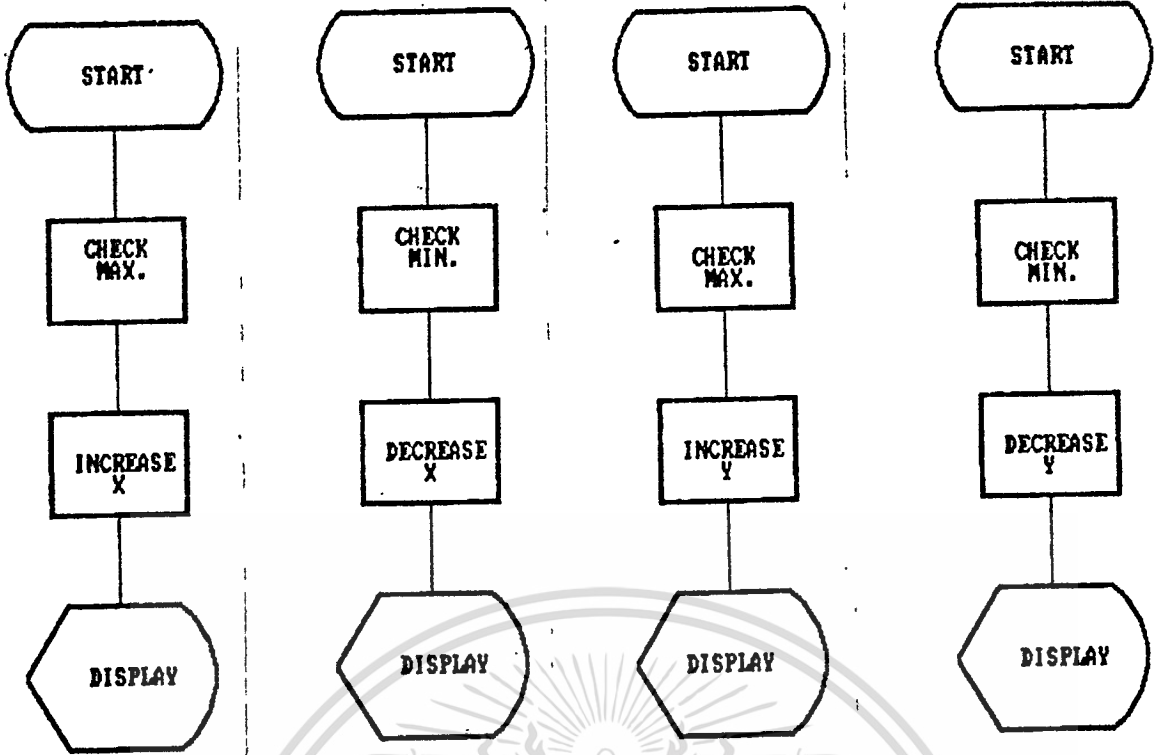 START
CHECK
MAX.
INCREASE
X
DISPLAY
START
CHECK
MIN.
DECREASE
X
DISPLAY
START
CHECK
MAX.
INCREASE
Y
DISPLAY
START
CHECK
MIN.
DECREASE
Y
DISPLAY